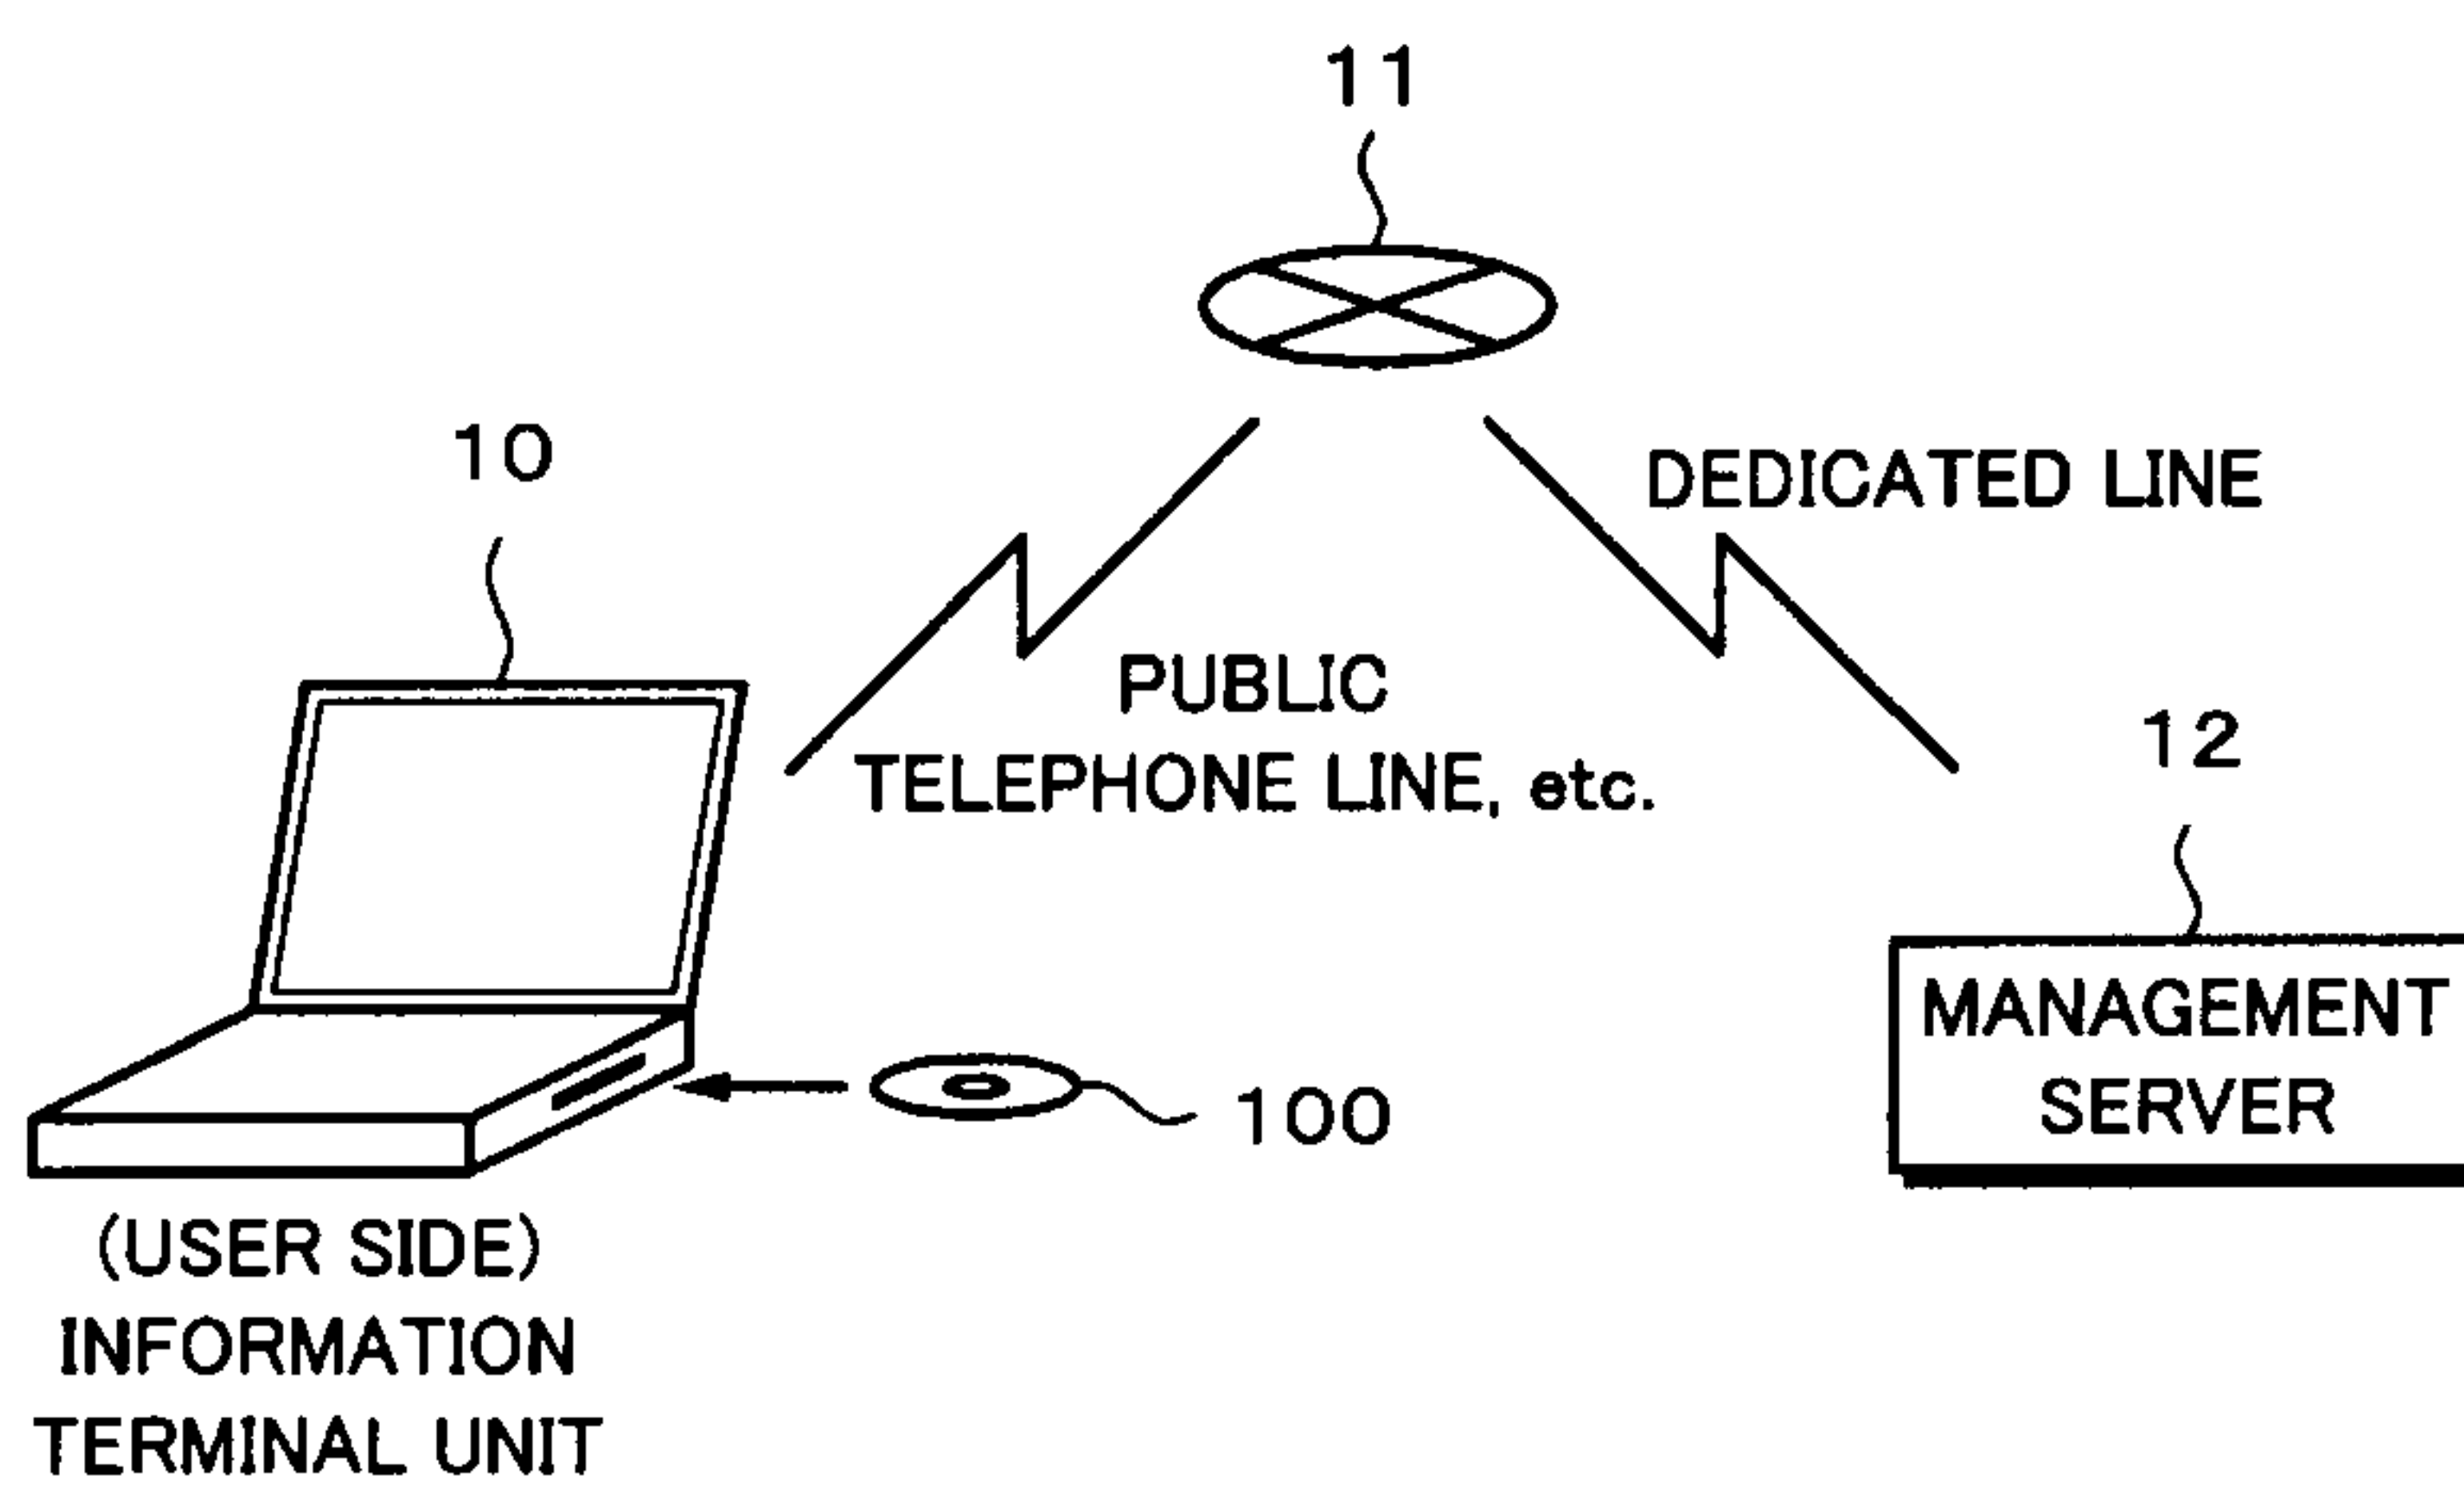 11
10
DEDICATED LINE
PUBLIC
TELEPHONE LINE, etc.
12
MANAGEMENT
SERVER
100
(USER SIDE)
INFORMATION
TERMINAL UNIT